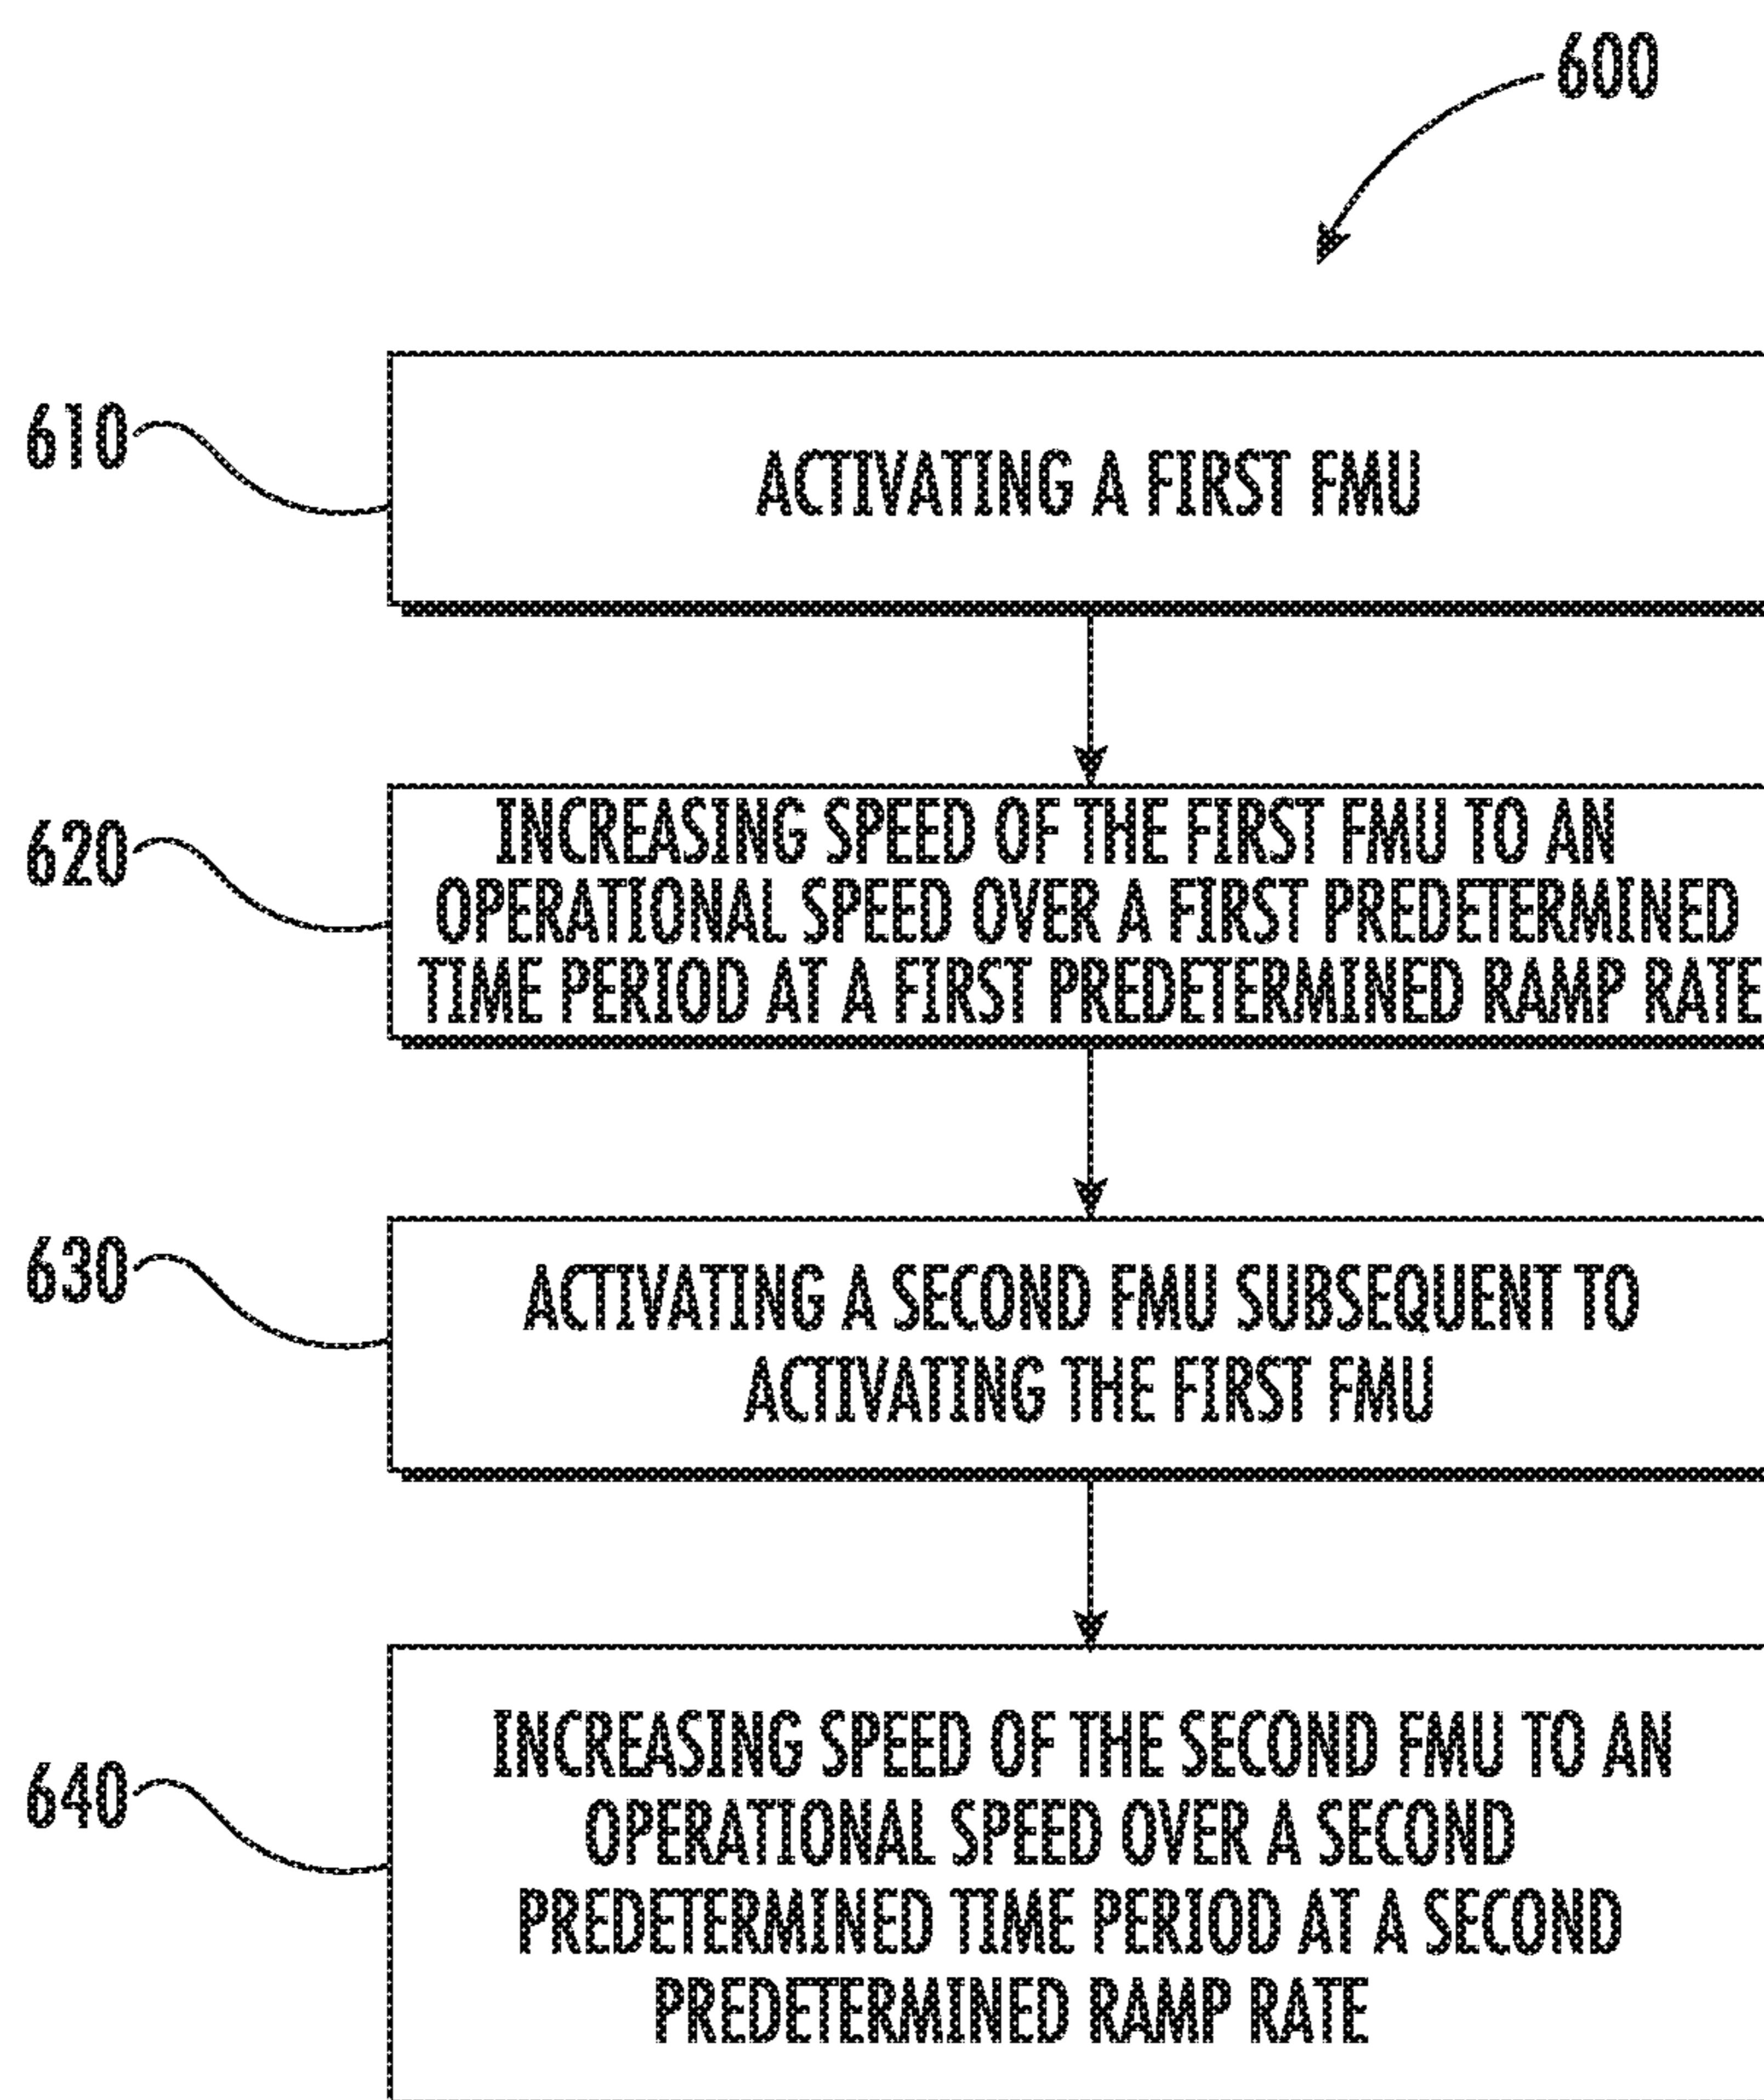 600
610
ACTIVATING A FIRST FMU
620
INCREASING SPEED OF THE FIRST FMU TO AN
OPERATIONAL SPEED OVER A FIRST PREDETERMINED
TIME PERIOD AT A FIRST PREDETERMINED RAMP RATE
630
ACTIVATING A SECOND FMU SUBSEQUENT TO
ACTIVATING THE FIRST FMU
640
INCREASING SPEED OF THE SECOND FMU TO AN
OPERATIONAL SPEED OVER A SECOND
PREDETERMINED TIME PERIOD AT A SECOND
PREDETERMINED RAMP RATE